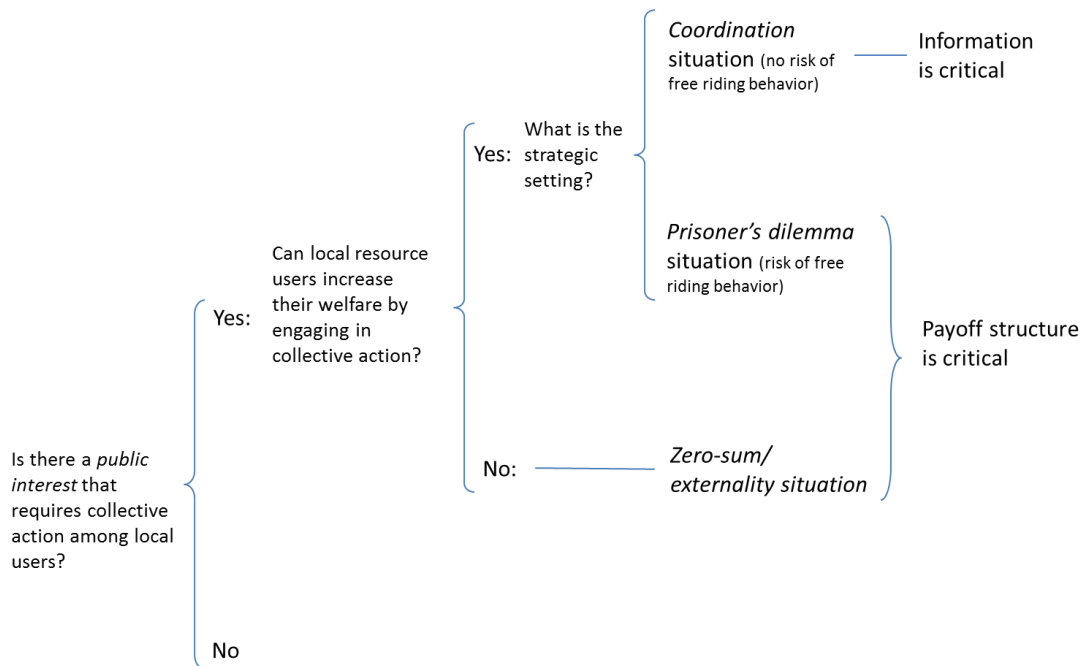 Is there a public
interest that
requires collective
action among local
users?
Yes:
No
Can local resource
users increase
their welfare by
engaging in
collective action?
Yes:
No:
What is the
strategic
setting?
Coordination
situation (no risk of
free riding behavior)
Information
is critical
Prisoner’s dilemma
situation (risk of free
riding behavior)
Zero-sum/
externality situation
Payoff structure
is critical